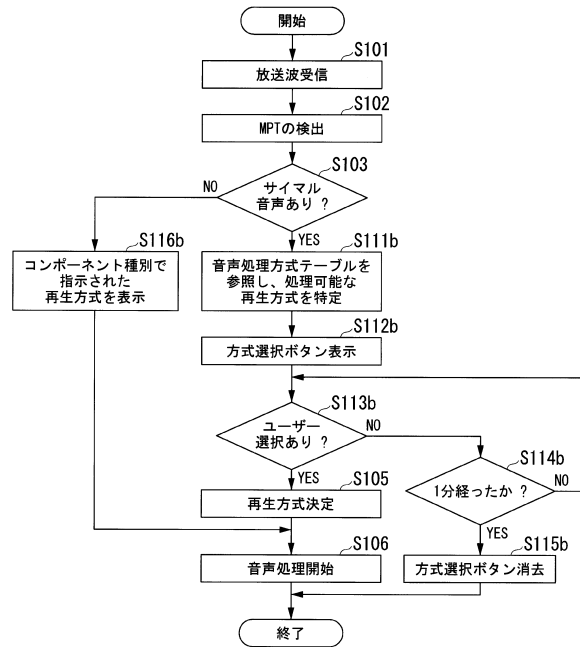 開始
S101
放送波受信
S102
MPTの検出
S103
サイマル
音声あり ?
NO
YES
S116b
コンポーネント種別で
指示された
再生方式を表示
S111b
音声処理方式テーブルを
参照し、処理可能な
再生方式を特定
S112b
方式選択ボタン表示
S113b
ユーザー
選択あり ?
NO
YES
S114b
1分経ったか ?
NO
YES
S105
再生方式決定
S115b
方式選択ボタン消去
S106
音声処理開始
終了